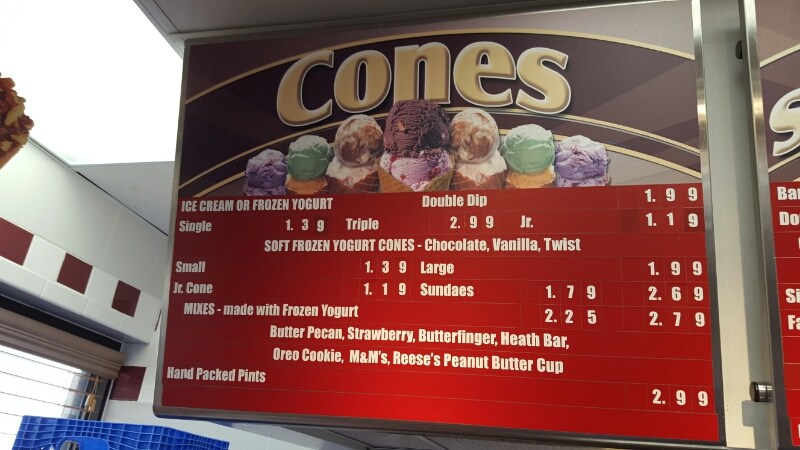 Cones
ICE CREAM OR FROZEN YOGURT Double Dip 1.99
Single 1.39 Triple 2.99 Jr. 1.19
SOFT FROZEN YOGURT CONES - Chocolate, Vanilla, Twist
Small 1.39 Large 1.99
Jr. Cone 1.19 Sundaes 1.79 2.69
MIXES - made with Frozen Yogurt 2.25 2.79
Butter Pecan, Strawberry, Butterfinger, Heath Bar,
Oreo Cookie, M&M's, Reese's Peanut Butter Cup
Hand Packed Pints 2.99